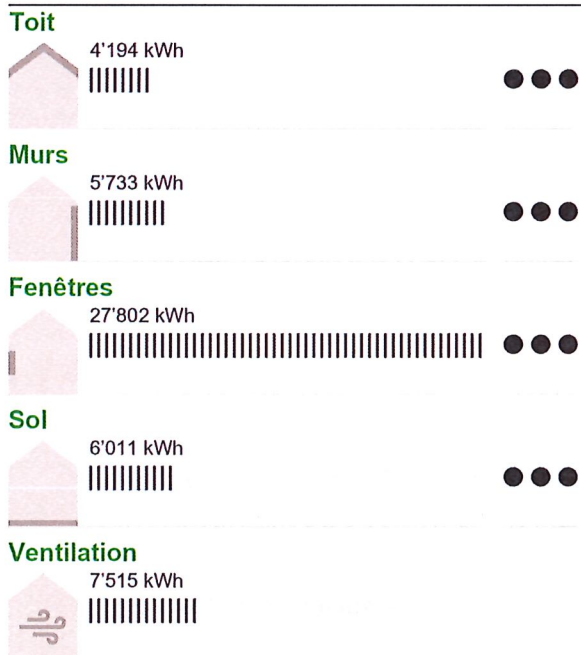 Toit
4'194 kWh
Murs
5'733 kWh
Fenêtres
27'802 kWh
Sol
6'011 kWh
Ventilation
7'515 kWh